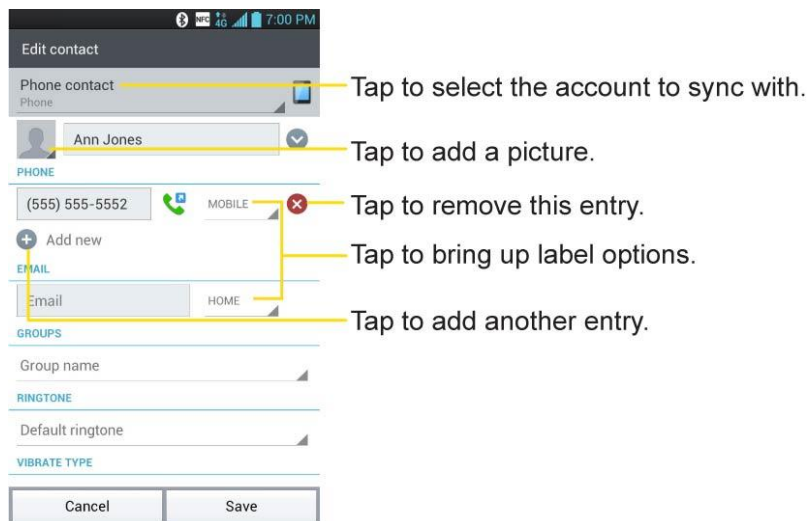 NFC 4G 7:00 PM
Edit contact
Phone contact
Phone
Tap to select the account to sync with.
Ann Jones
Tap to add a picture.
PHONE
(555) 555-5552 MOBILE
Tap to remove this entry.
Add new
Tap to bring up label options.
EMAIL
Email HOME
Tap to add another entry.
GROUPS
Group name
RINGTONE
Default ringtone
VIBRATE TYPE
Cancel Save